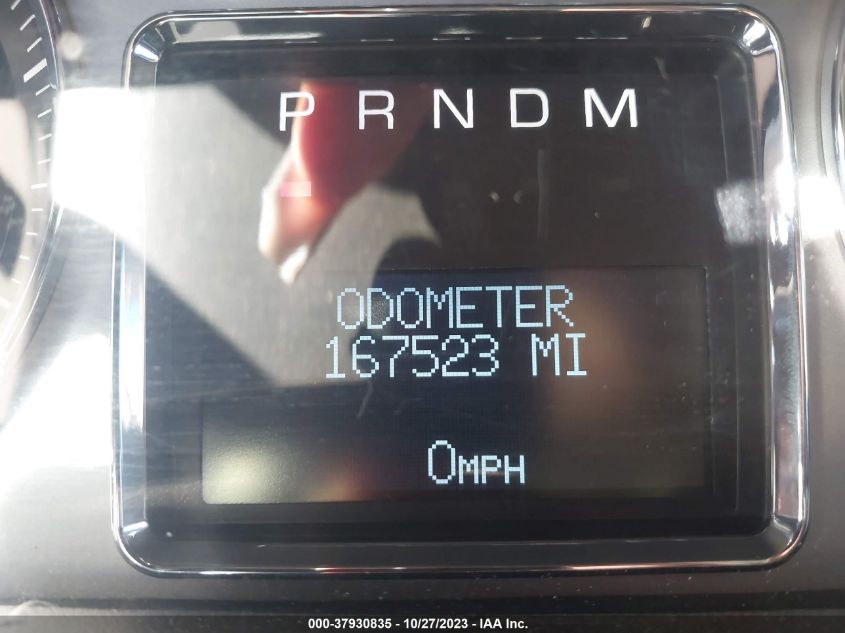 P R N D M
ODOMETER
167523 MI
0MPH
000-37930835 - 10/27/2023 - IAA Inc.